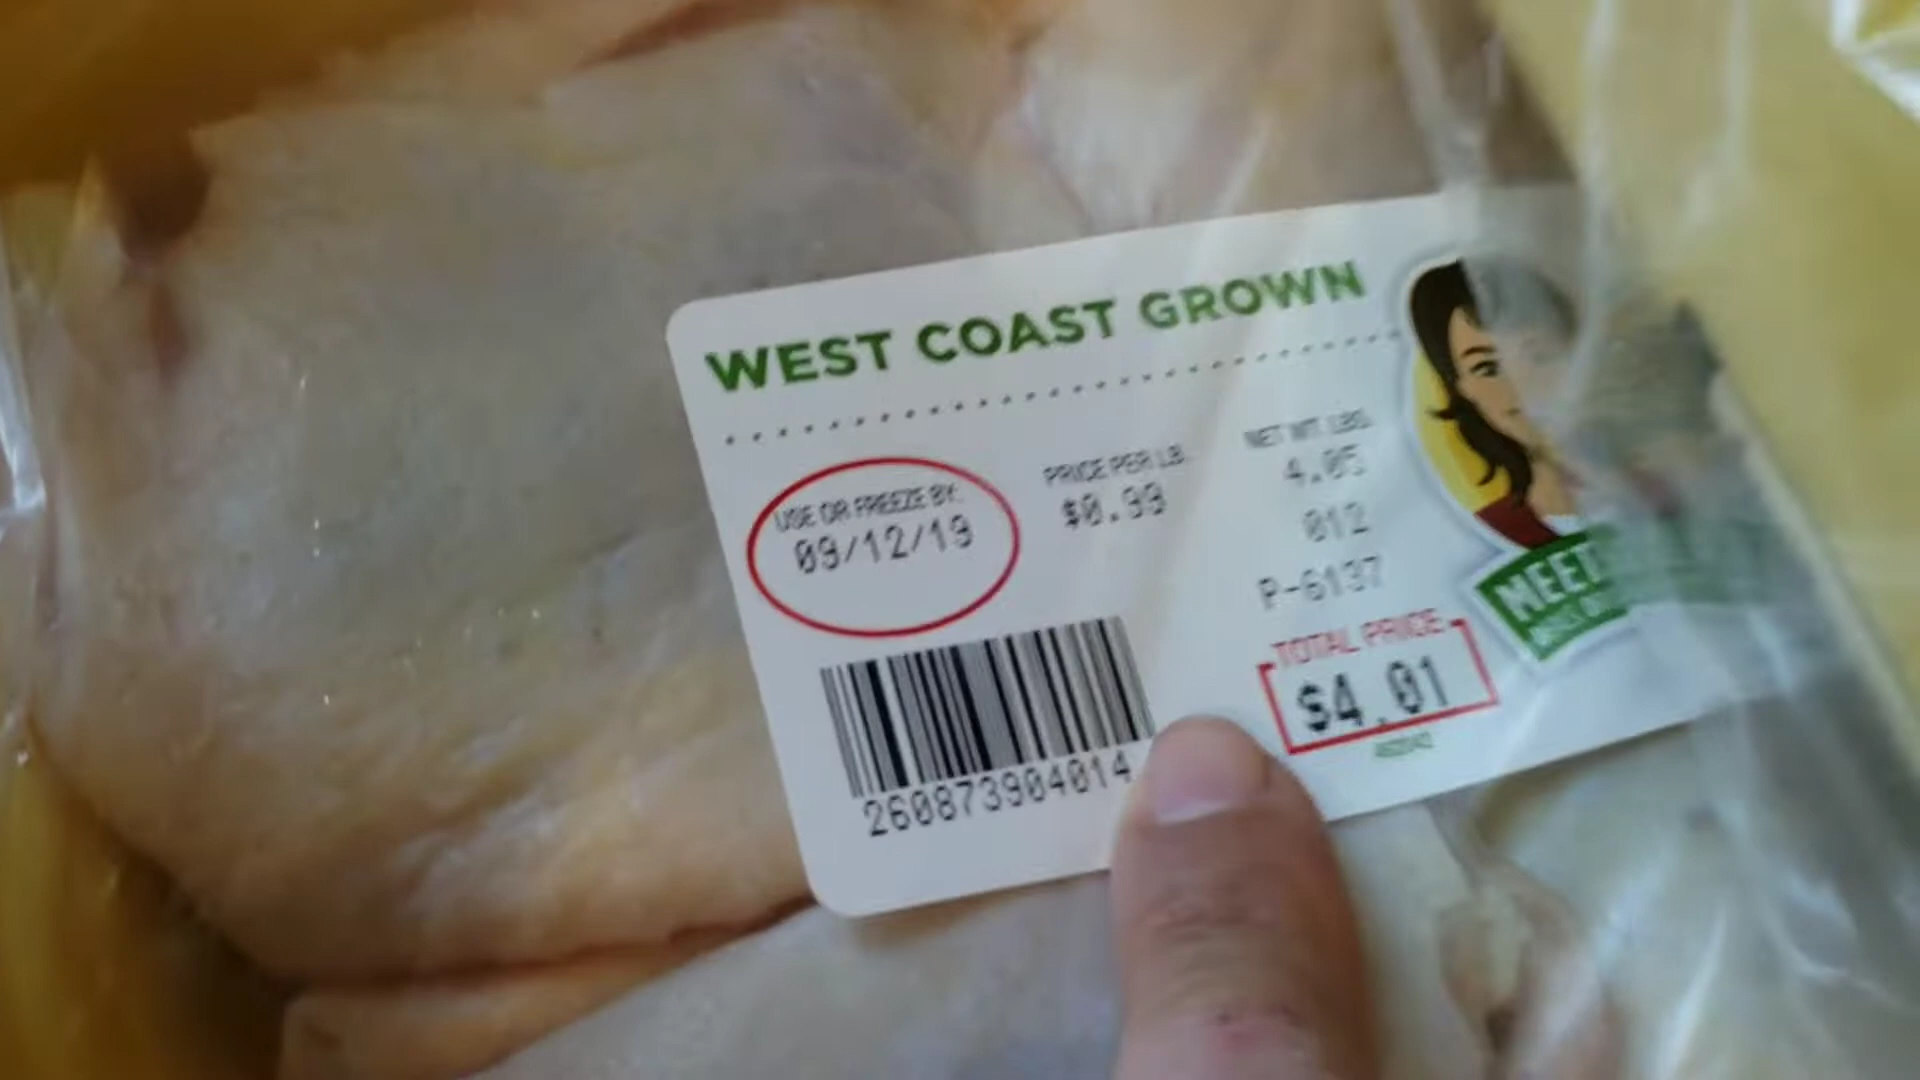 WEST COAST GROWN
USE OR FREEZE BY:
09/12/19
PRICE PER LB.
$0.99
NET WT. LBS.
4.05
012
P-6137
TOTAL PRICE
$4.01
260873904014
MEET